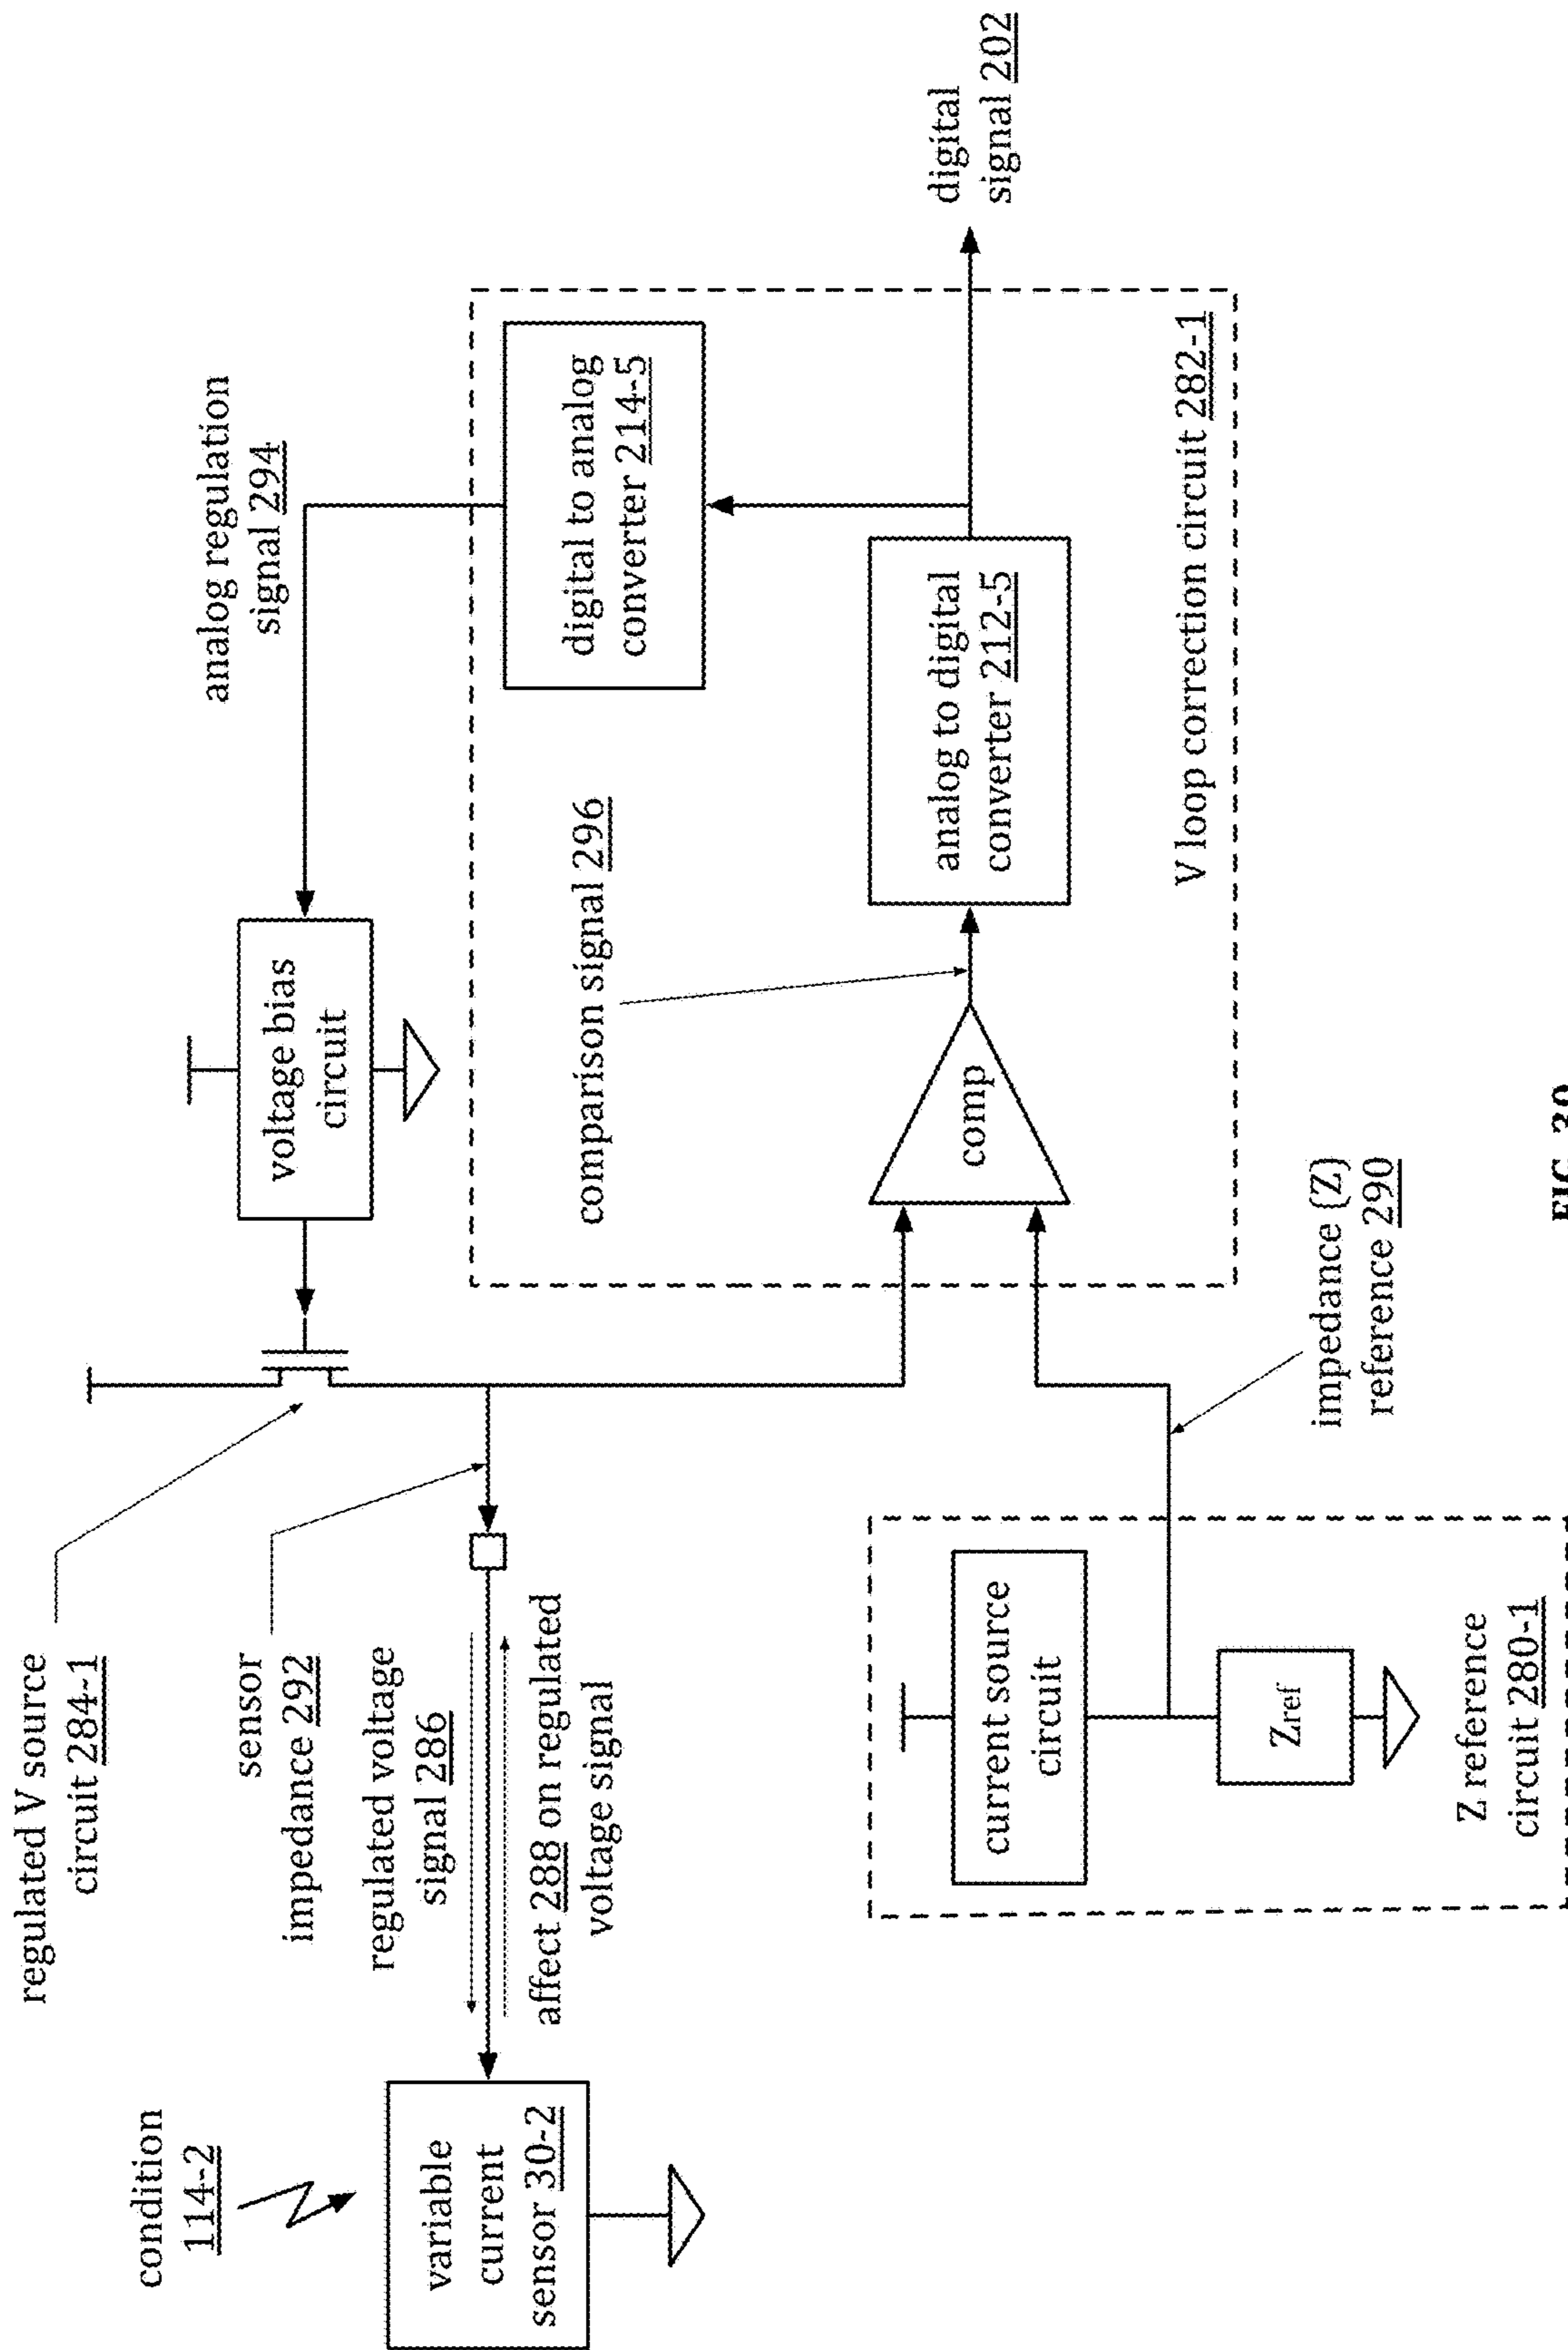 regulated V source
circuit 284-1
analog regulation
signal 294
voltage bias
circuit
condition
114-2
sensor
impedance 292
regulated voltage
signal 286
affect 288 on regulated
voltage signal
variable
current
sensor 30-2
comparison signal 296
digital to analog
converter 214-5
comp
analog to digital
converter 212-5
digital
signal 202
V loop correction circuit 282-1
current source
circuit
Zref
Z reference
circuit 280-1
impedance (Z)
reference 290